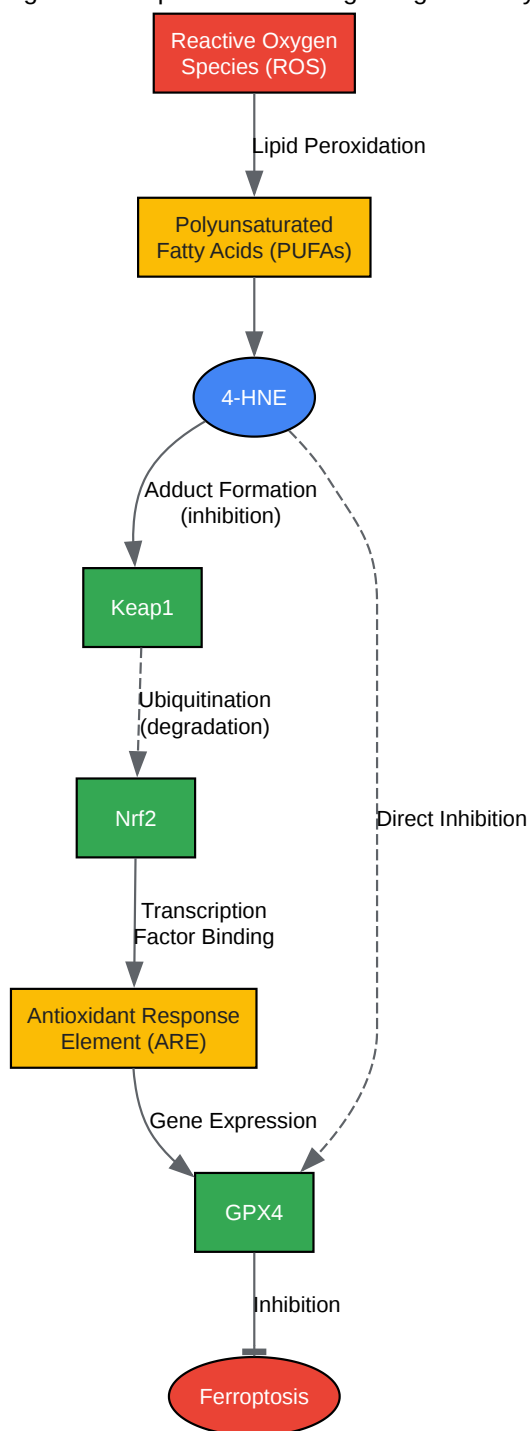 Reactive Oxygen
Species (ROS)
Lipid Peroxidation
Polyunsaturated
Fatty Acids (PUFAs)
4-HNE
Adduct Formation
(inhibition)
Keap1
Ubiquitination
(degradation)
Nrf2
Direct Inhibition
Transcription
Factor Binding
Antioxidant Response
Element (ARE)
Gene Expression
GPX4
Inhibition
Ferroptosis